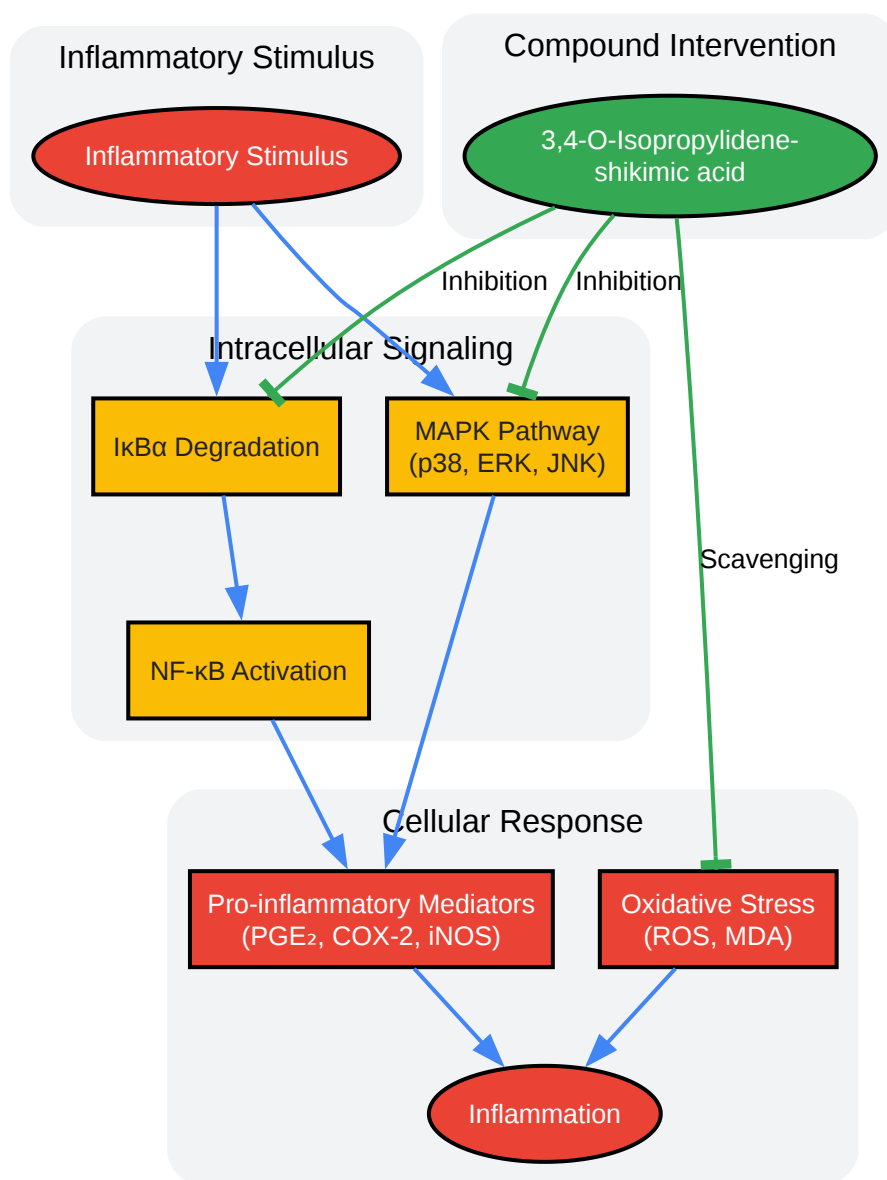 Inflammatory Stimulus
Compound Intervention
Inflammatory Stimulus
3,4-O-Isopropylidene-
shikimic acid
Inhibition
Inhibition
Intracellular Signaling
IκBα Degradation
MAPK Pathway
(p38, ERK, JNK)
Scavenging
NF-κB Activation
Cellular Response
Pro-inflammatory Mediators
(PGE₂, COX-2, iNOS)
Oxidative Stress
(ROS, MDA)
Inflammation